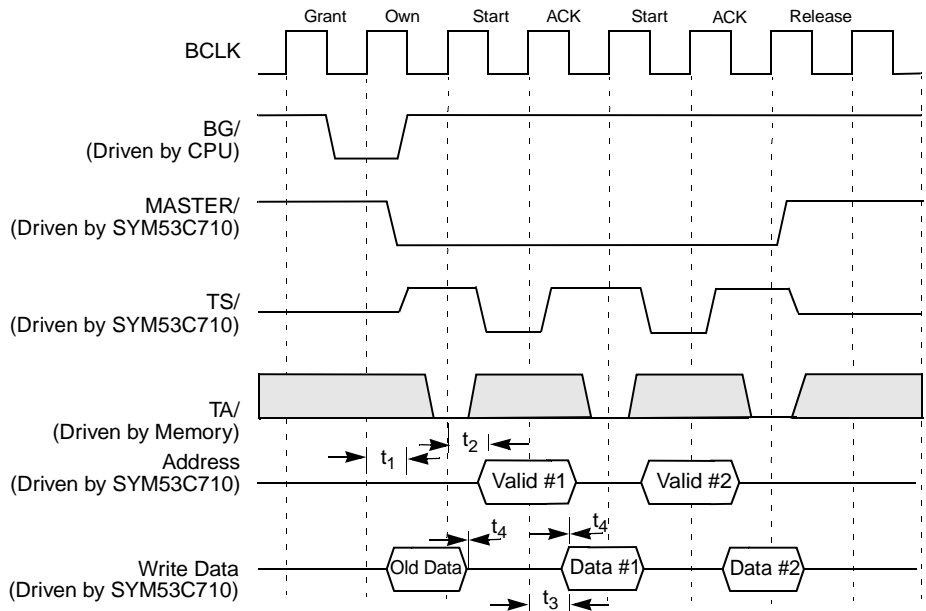 Grant Own Start ACK Start ACK Release
BCLK
BG/
(Driven by CPU)
MASTER/
(Driven by SYM53C710)
TS/
(Driven by SYM53C710)
TA/
(Driven by Memory)
t2
t1
Address
(Driven by SYM53C710)
Valid #1 Valid #2
t4 t4
Write Data
(Driven by SYM53C710)
Old Data Data #1 Data #2
t3